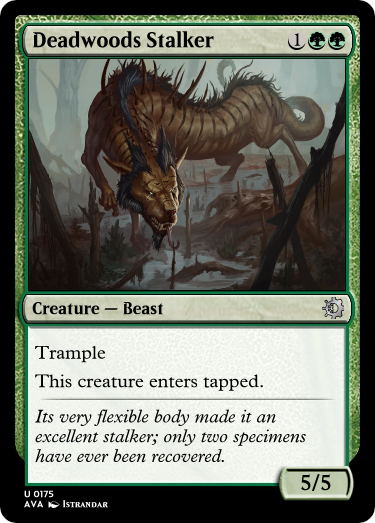 Deadwoods Stalker 1
Creature — Beast
Trample
This creature enters tapped.
Its very flexible body made it an
excellent stalker; only two specimens
have ever been recovered.
5/5
U 0175
AVA Istrandar